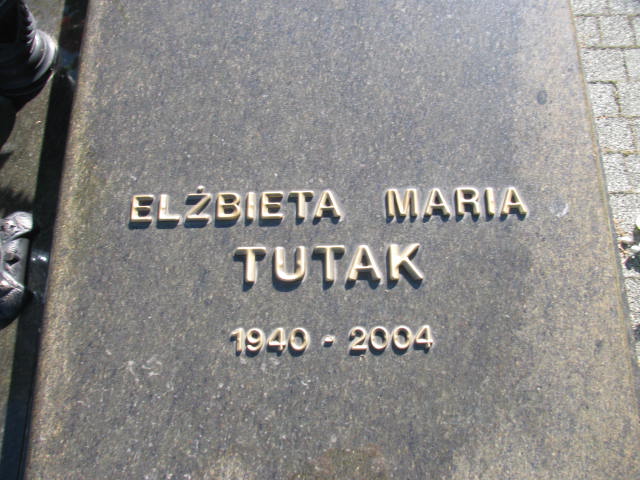 ELŻBIETA MARIA
TUTAK
1940 - 2004